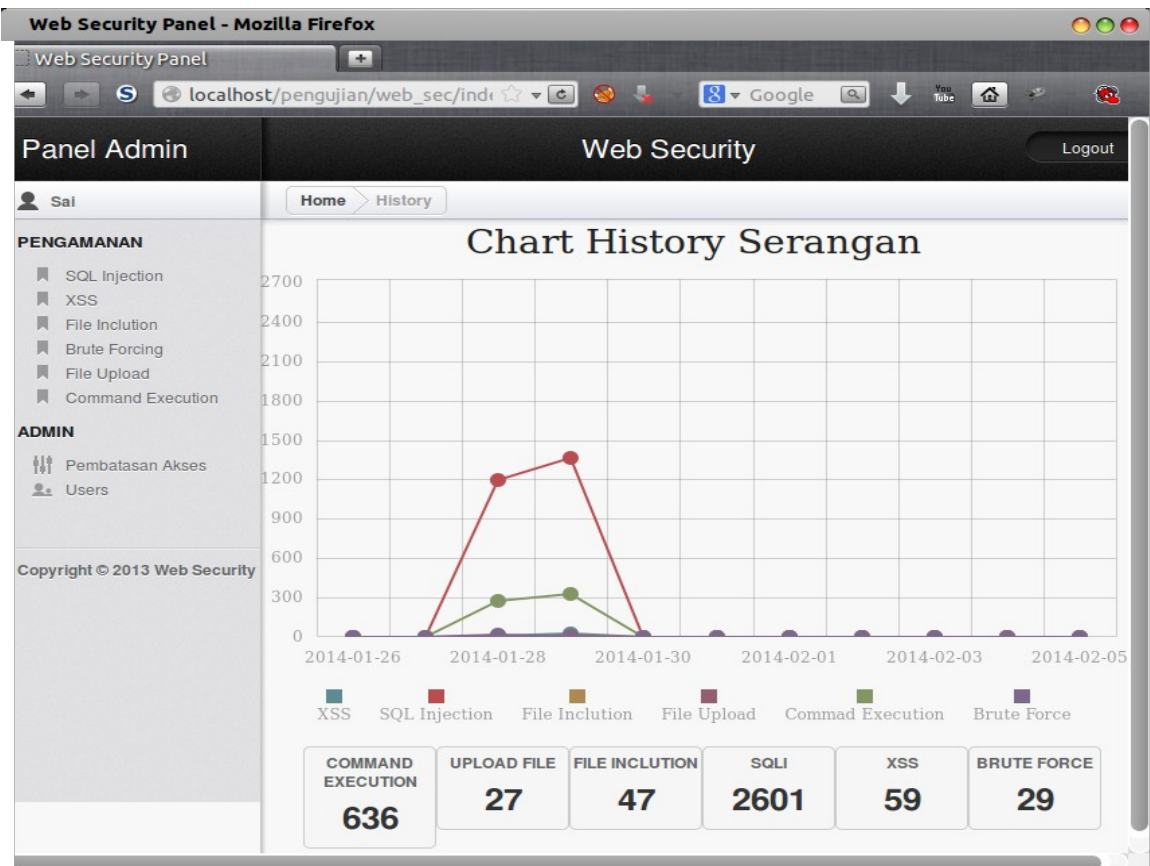 Web Security Panel - Mozilla Firefox
Web Security Panel
localhost/pengujian/web_sec/inde
Google
You
Tube
Panel Admin
Web Security
Logout
Sai
Home
History
PENGAMANAN
SQL Injection
XSS
File Inclution
Brute Forcing
File Upload
Command Execution
ADMIN
Pembatasan Akses
Users
Copyright © 2013 Web Security
Chart History Serangan
2700
2400
2100
1800
1500
1200
900
600
300
0
2014-01-26 2014-01-28 2014-01-30 2014-02-01 2014-02-03 2014-02-05
XSS SQL Injection File Inclution File Upload Commad Execution Brute Force
COMMAND EXECUTION
636
UPLOAD FILE
27
FILE INCLUTION
47
SQLI
2601
XSS
59
BRUTE FORCE
29